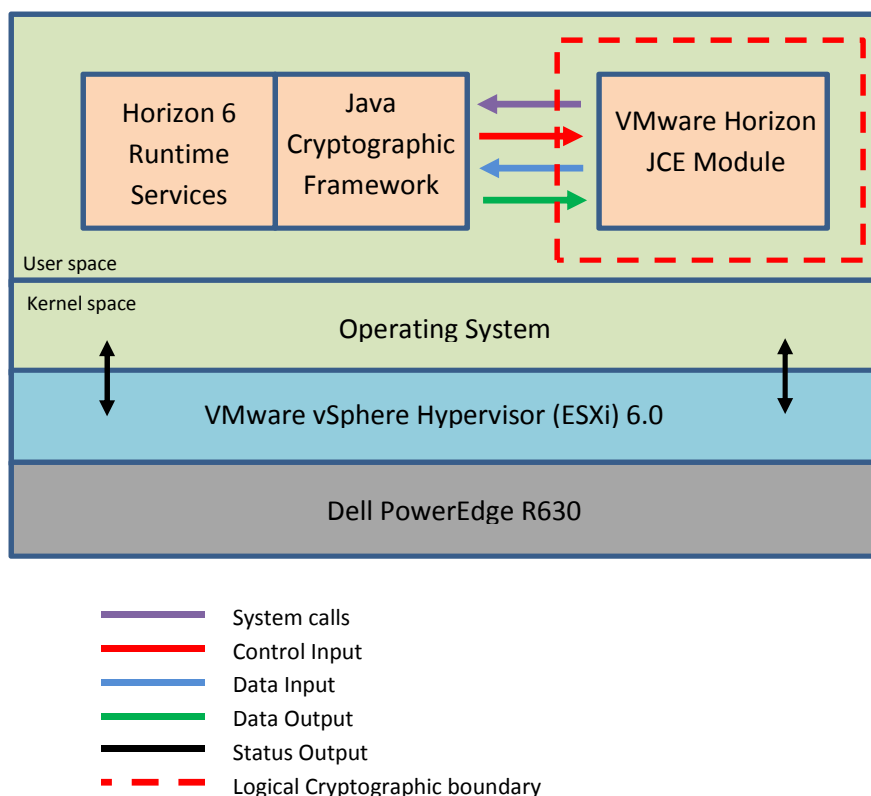 Horizon 6
Runtime
Services
Java
Cryptographic
Framework
VMware Horizon
JCE Module
User space
Kernel space
Operating System
VMware vSphere Hypervisor (ESXi) 6.0
Dell PowerEdge R630
System calls
Control Input
Data Input
Data Output
Status Output
Logical Cryptographic boundary